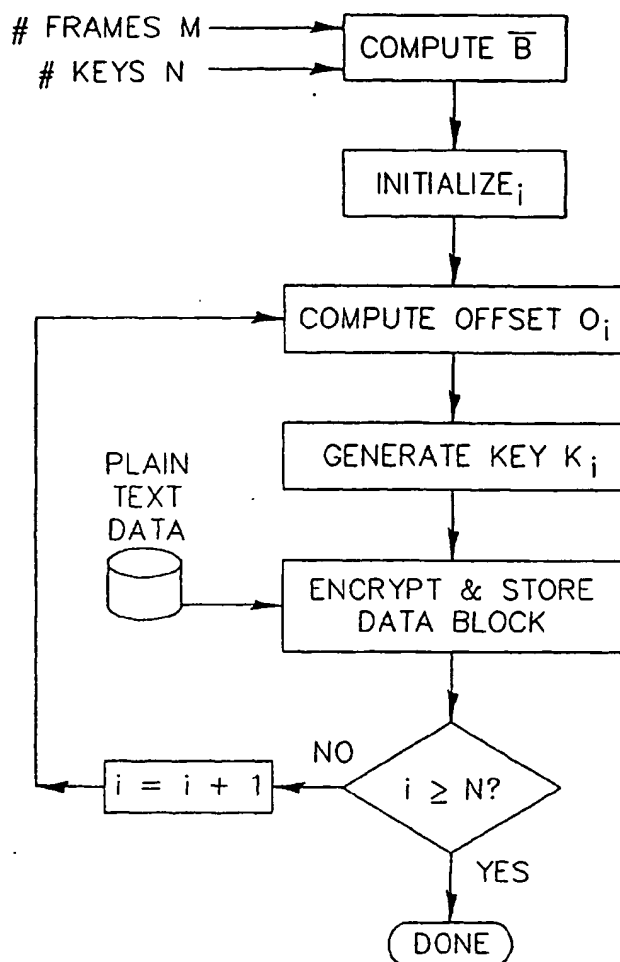 # FRAMES M
# KEYS N
COMPUTE B̅
INITIALIZEᵢ
COMPUTE OFFSET Oᵢ
GENERATE KEY Kᵢ
PLAIN
TEXT
DATA
ENCRYPT & STORE
DATA BLOCK
NO
i = i + 1
i ≥ N?
YES
DONE